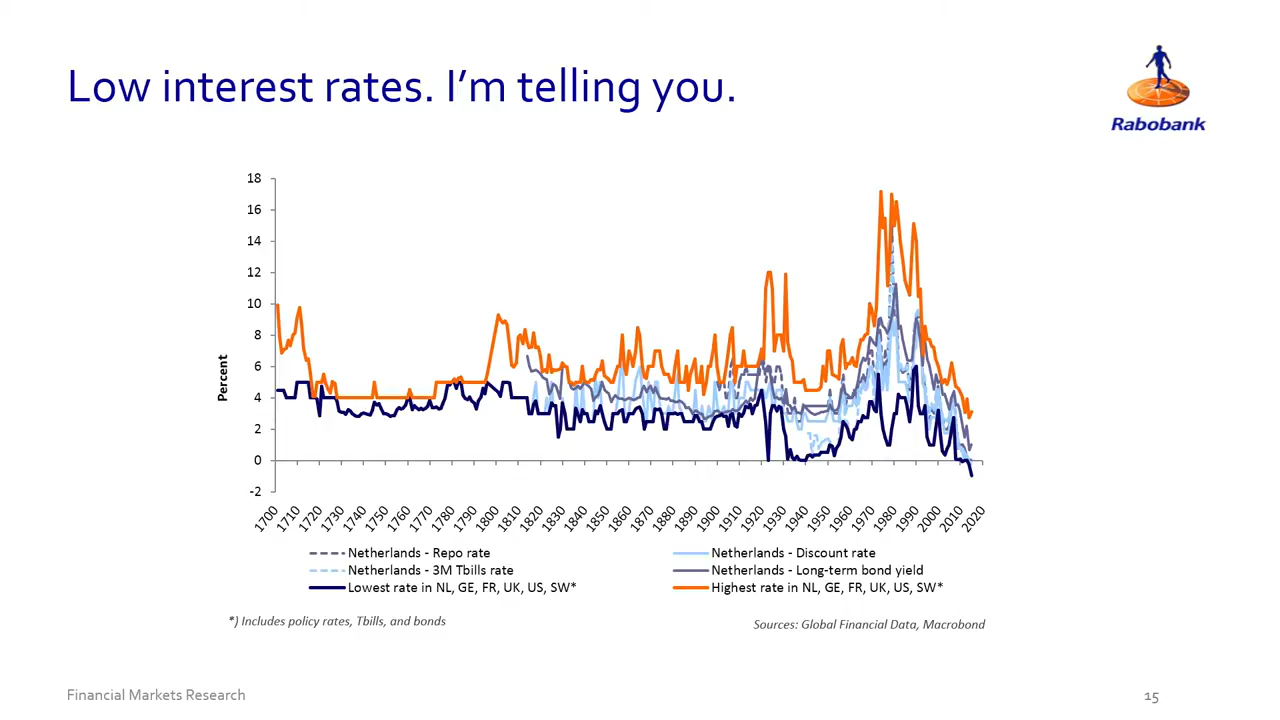 Low interest rates. I'm telling you.
Rabobank
18
16
14
12
10
8
6
4
2
0
-2
Percent
1700 1710 1720 1730 1740 1750 1760 1770 1780 1790 1800 1810 1820 1830 1840 1850 1860 1870 1880 1890 1900 1910 1920 1930 1940 1950 1960 1970 1980 1990 2000 2010 2020
Netherlands - Repo rate
Netherlands - Discount rate
Netherlands - 3M Tbills rate
Netherlands - Long-term bond yield
Lowest rate in NL, GE, FR, UK, US, SW*
Highest rate in NL, GE, FR, UK, US, SW*
*) Includes policy rates, Tbills, and bonds
Sources: Global Financial Data, Macrobond
Financial Markets Research
15